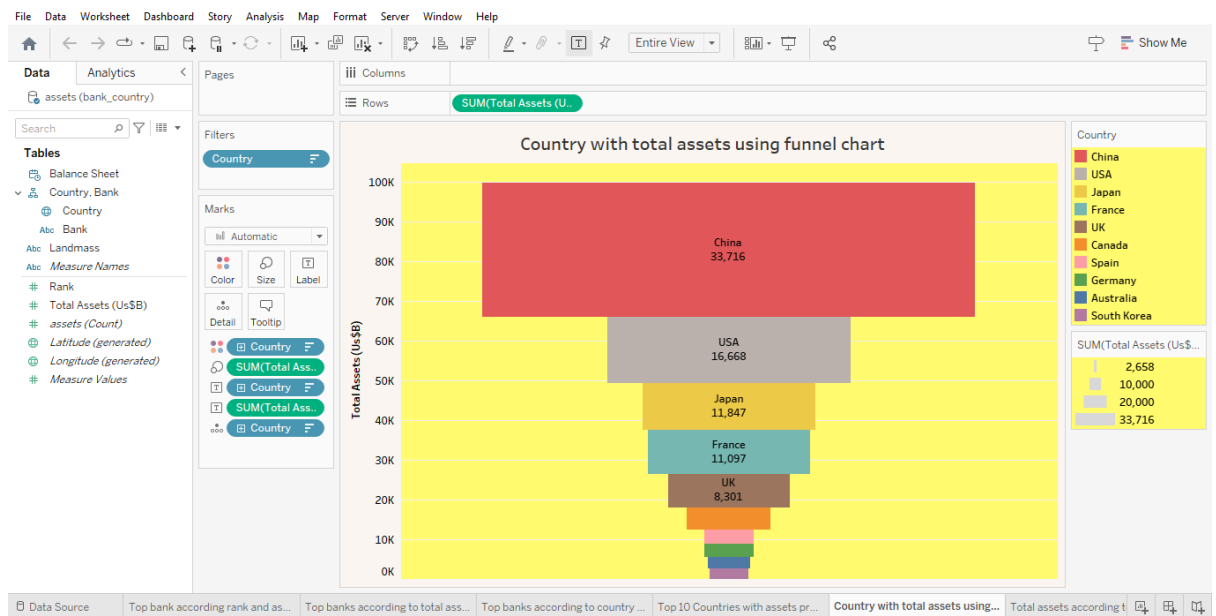 File Data Worksheet Dashboard Story Analysis Map Format Server Window Help
Entire View
Show Me
Data Analytics
assets (bank_country)
Search
Tables
Balance Sheet
Country, Bank
Country
Abc Bank
Abc Landmass
Abc Measure Names
# Rank
# Total Assets (Us$B)
# assets (Count)
Latitude (generated)
Longitude (generated)
# Measure Values
Pages
Filters
Country
Marks
Automatic
Color Size Label
Detail Tooltip
Country
SUM(Total Ass..
Country
SUM(Total Ass..
Country
Columns
Rows
SUM(Total Assets (U..
Country with total assets using funnel chart
Total Assets (Us$B)
100K
90K
80K
70K
60K
50K
40K
30K
20K
10K
0K
China
33,716
USA
16,668
Japan
11,847
France
11,097
UK
8,301
Country
China
USA
Japan
France
UK
Canada
Spain
Germany
Australia
South Korea
SUM(Total Assets (Us$...
2,658
10,000
20,000
33,716
Data Source
Top bank according rank and as...
Top banks according to total ass...
Top banks according to country ...
Top 10 Countries with assets pr...
Country with total assets using...
Total assets according t